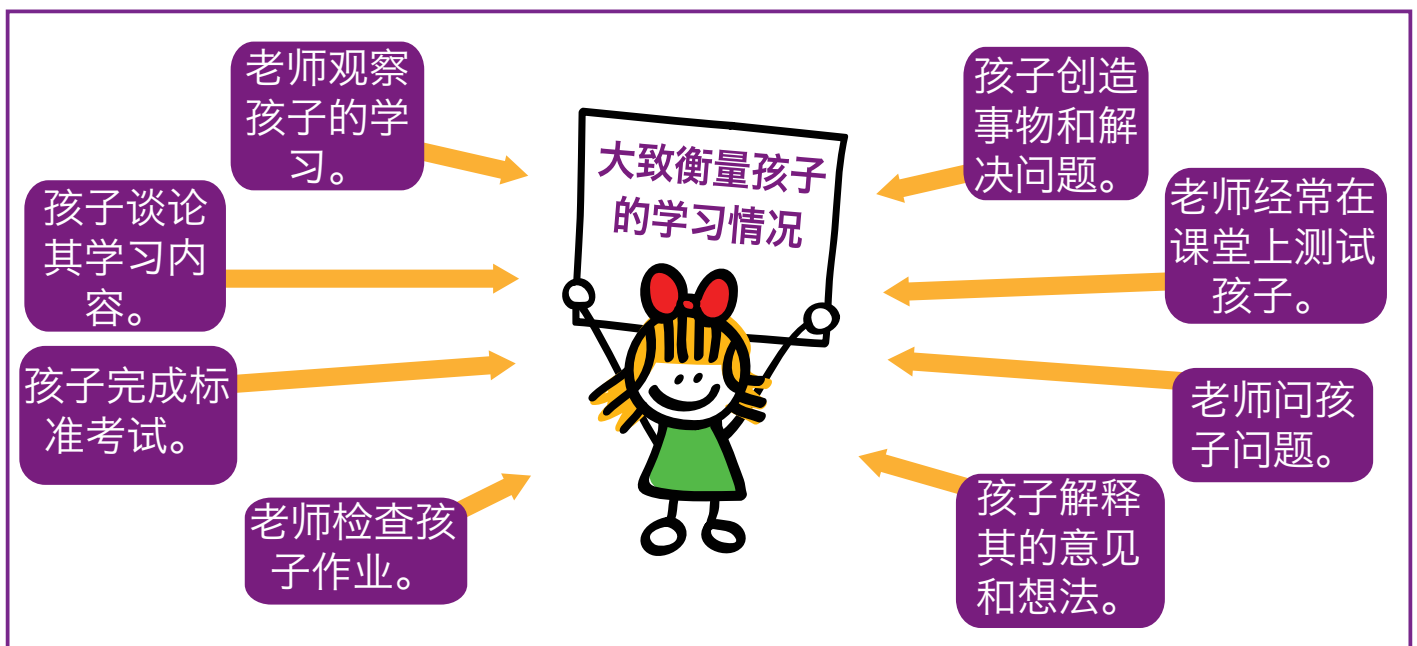 老师观察
孩子的学
习。
孩子谈论
其学习内
容。
孩子完成标
准考试。
老师检查孩
子作业。
大致衡量孩子
的学习情况
孩子创造
事物和解
决问题。
老师经常在
课堂上测试
孩子。
老师问孩
子问题。
孩子解释
其的意见
和想法。